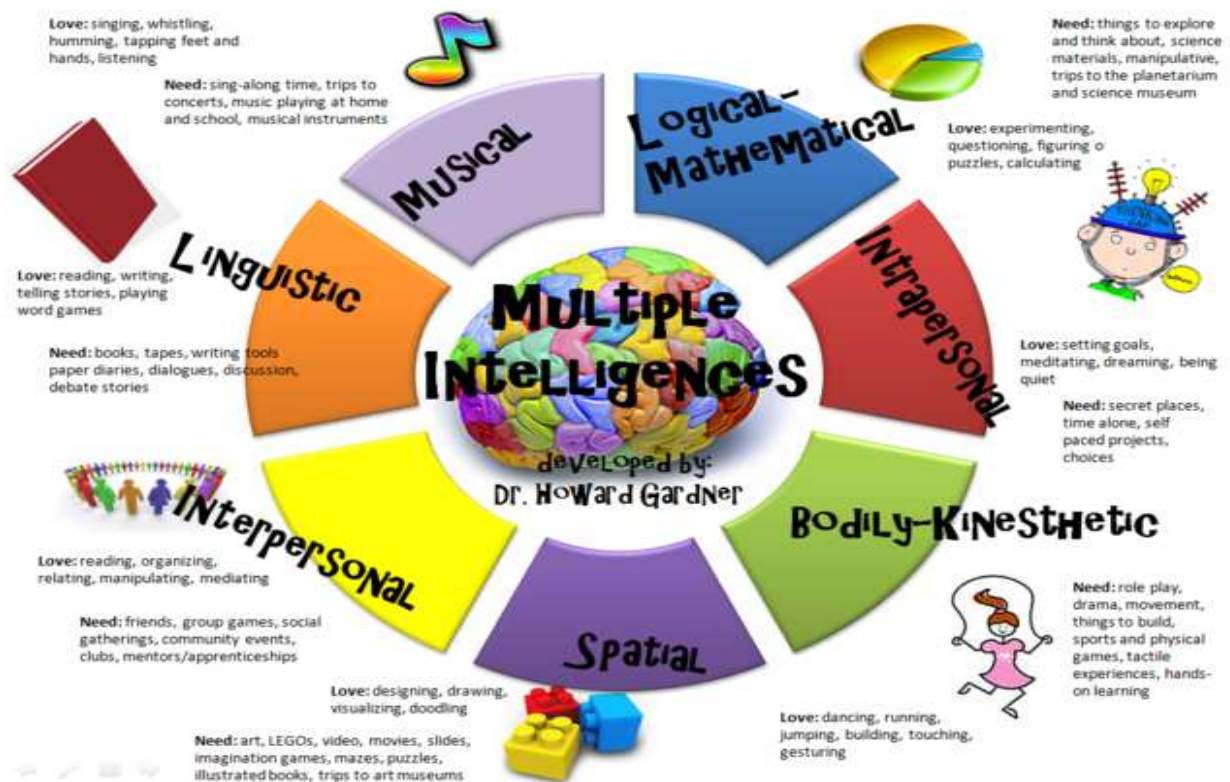 Love: singing, whistling,
humming, tapping feet and
hands, listening
Need: sing-along time, trips to
concerts, music playing at home
and school, musical instruments
Musical
Logical-
Mathematical
Need: things to explore
and think about, science
materials, manipulative,
trips to the planetarium
and science museum
Love: experimenting,
questioning, figuring o
puzzles, calculating
Intrapersonal
Love: setting goals,
meditating, dreaming, being
quiet
Need: secret places,
time alone, self
paced projects,
choices
Linguistic
Love: reading, writing,
telling stories, playing
word games
Need: books, tapes, writing tools
paper diaries, dialogues, discussion,
debate stories
Multiple
Intelligences
developed by:
Dr. Howard Gardner
Bodily-Kinesthetic
Need: role play,
drama, movement,
things to build,
sports and physical
games, tactile
experiences, hands-
on learning
Love: dancing, running,
jumping, building, touching,
gesturing
Interpersonal
Love: reading, organizing,
relating, manipulating, mediating
Need: friends, group games, social
gatherings, community events,
clubs, mentors/apprenticeships
Spatial
Love: designing, drawing,
visualizing, doodling
Need: art, LEGOs, video, movies, slides,
imagination games, mazes, puzzles,
illustrated books, trips to art museums